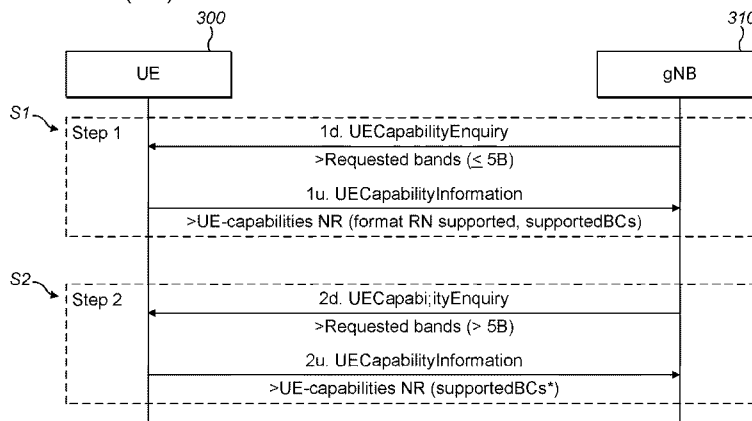 300
310
UE
gNB
S1
Step 1
1d. UECapabilityEnquiry
>Requested bands (≤ 5B)
1u. UECapabilityInformation
>UE-capabilities NR (format RN supported, supportedBCs)
S2
Step 2
2d. UECapabi;ityEnquiry
>Requested bands (> 5B)
2u. UECapabilityInformation
>UE-capabilities NR (supportedBCs*)